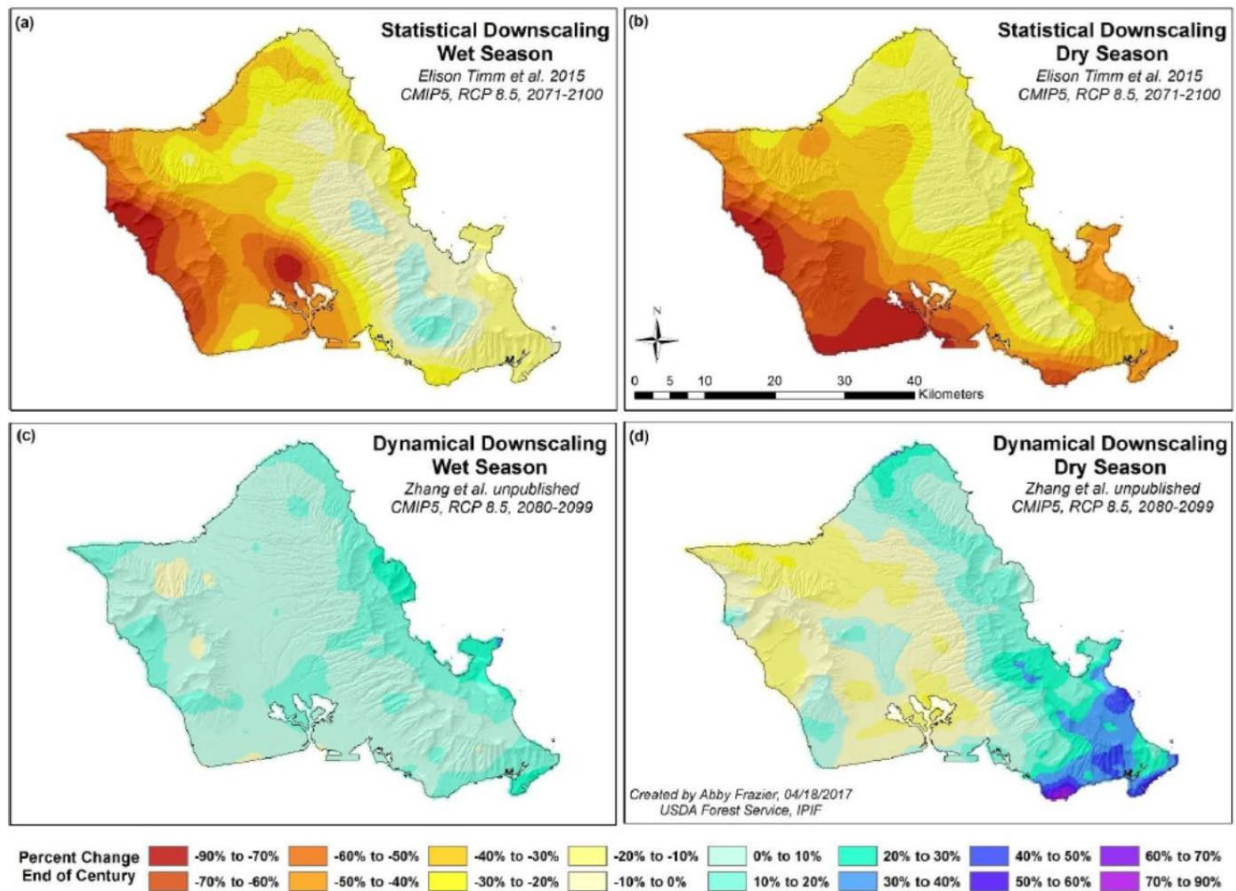 (a)
Statistical Downscaling
Wet Season
Elison Timm et al. 2015
CMIP5, RCP 8.5, 2071-2100
(b)
Statistical Downscaling
Dry Season
Elison Timm et al. 2015
CMIP5, RCP 8.5, 2071-2100
N
0 5 10 20 30 40
Kilometers
(c)
Dynamical Downscaling
Wet Season
Zhang et al. unpublished
CMIP5, RCP 8.5, 2080-2099
(d)
Dynamical Downscaling
Dry Season
Zhang et al. unpublished
CMIP5, RCP 8.5, 2080-2099
Created by Abby Frazier, 04/18/2017
USDA Forest Service, IPIF
Percent Change
End of Century
-90% to -70% -60% to -50% -40% to -30% -20% to -10% 0% to 10% 20% to 30% 40% to 50% 60% to 70%
-70% to -60% -50% to -40% -30% to -20% -10% to 0% 10% to 20% 30% to 40% 50% to 60% 70% to 90%